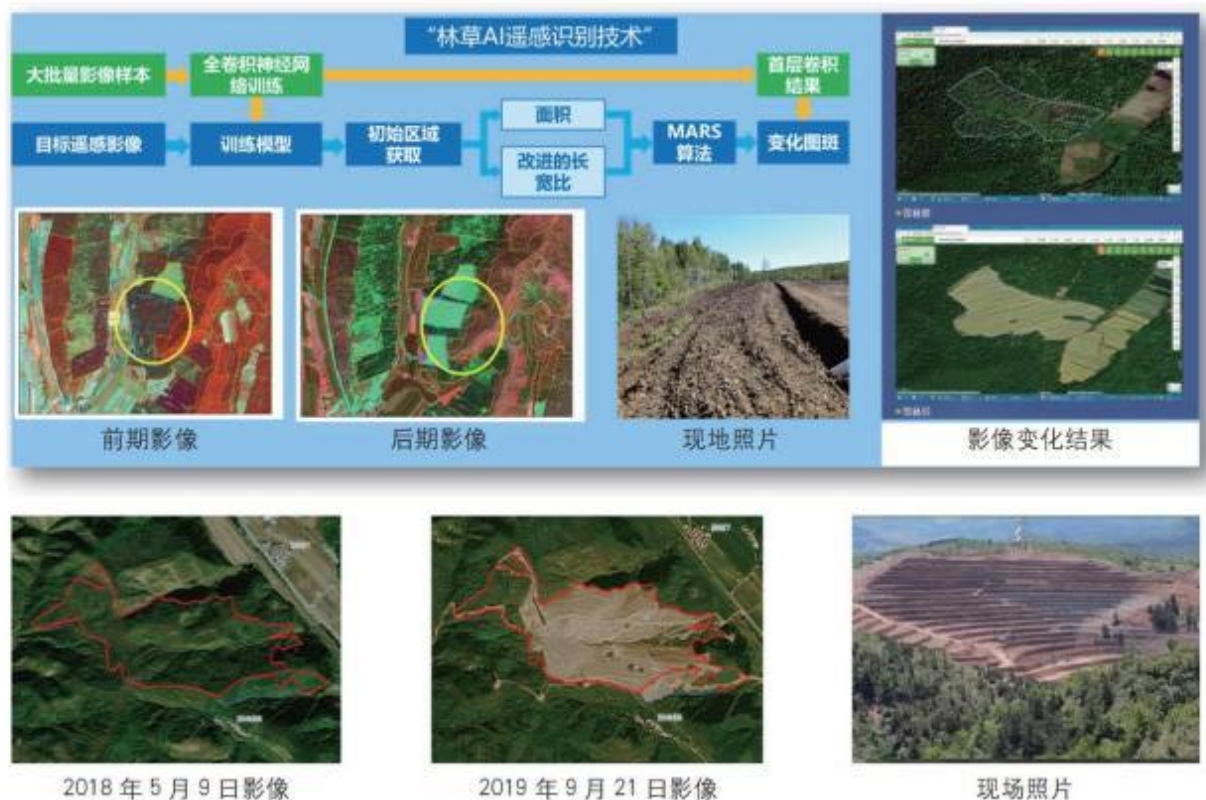 “林草AI遥感识别技术”
大批量影像样本
全卷积神经网
络训练
首层卷积
结果
目标遥感影像
训练模型
初始区域
获取
面积
改进的长
宽比
MARS
算法
变化图斑
前期影像
后期影像
现地照片
影像变化结果
2018 年 5 月 9 日影像
2019 年 9 月 21 日影像
现场照片